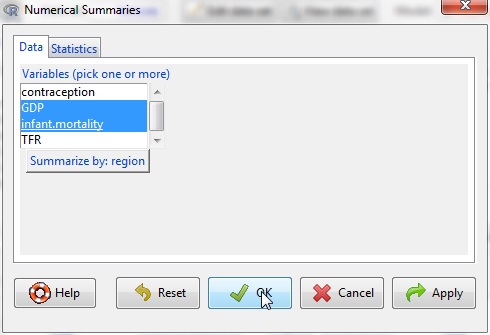 Numerical Summaries
Data
Statistics
Variables (pick one or more)
contraception
GDP
infant.mortality
TFR
Summarize by: region
Help
Reset
OK
Cancel
Apply